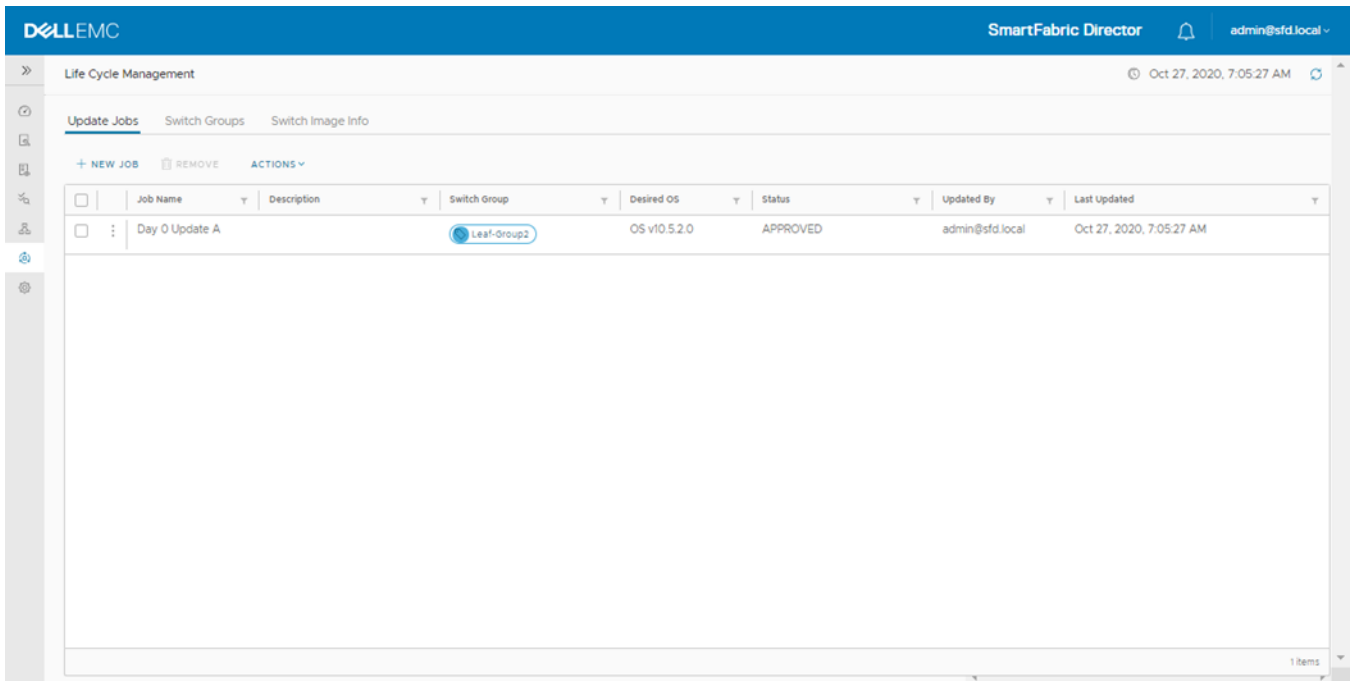 DELLEMC SmartFabric Director admin@sfd.local
Life Cycle Management Oct 27, 2020, 7:05:27 AM
Update Jobs Switch Groups Switch Image Info
+ NEW JOB REMOVE ACTIONS
Job Name Description Switch Group Desired OS Status Updated By Last Updated
Day 0 Update A Leaf-Group2 OS v10.5.2.0 APPROVED admin@sfd.local Oct 27, 2020, 7:05:27 AM
1 items